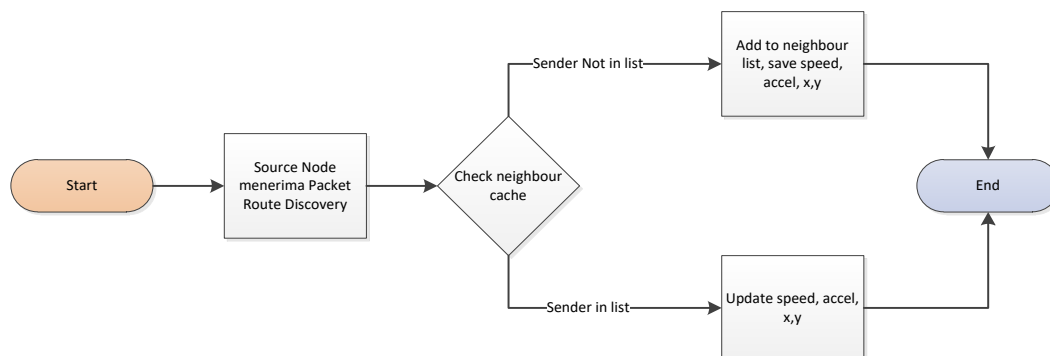 Start
Source Node
menerima Packet
Route Discovery
Check neighbour
cache
Sender Not in list
Add to neighbour
list, save speed,
accel, x,y
Sender in list
Update speed, accel,
x,y
End